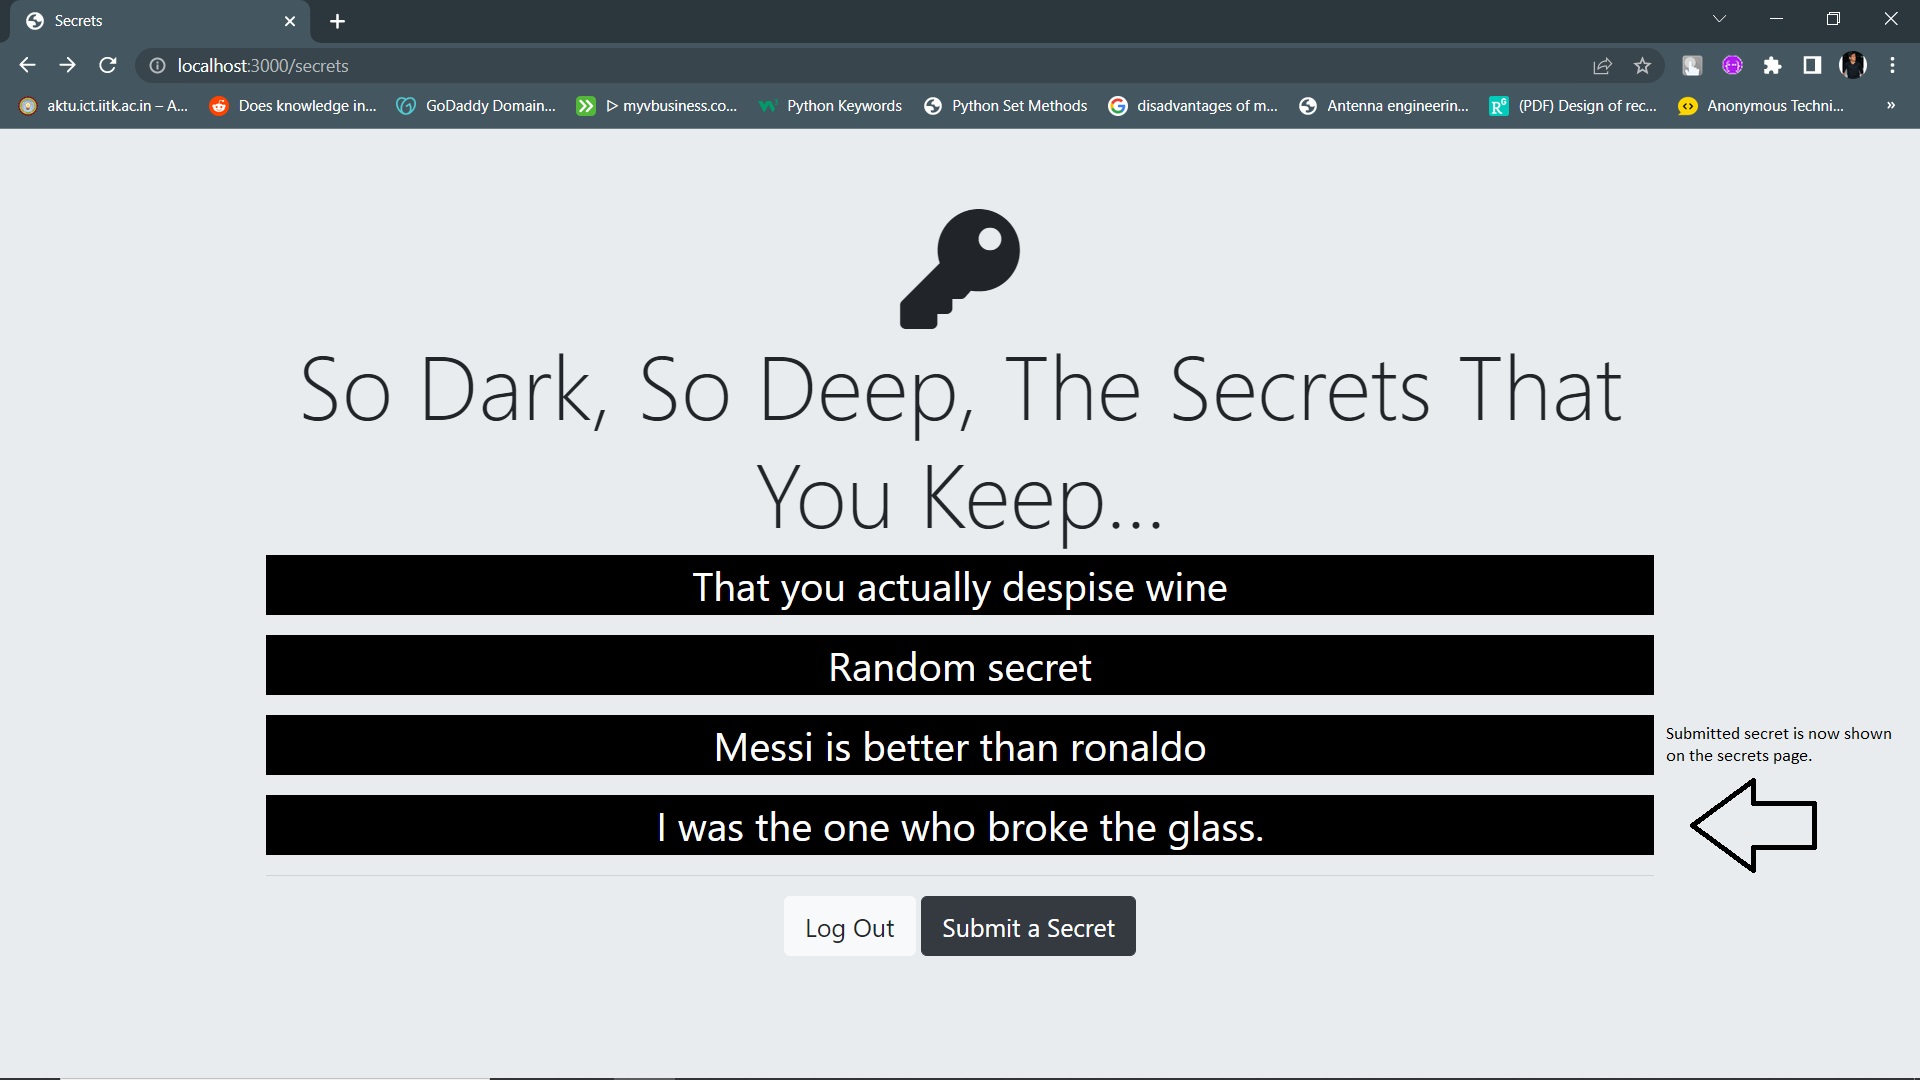 Secrets
localhost:3000/secrets
aktu.ict.iitk.ac.in – A...
Does knowledge in...
GoDaddy Domain...
myvbusiness.co...
Python Keywords
Python Set Methods
disadvantages of m...
Antenna engineerin...
(PDF) Design of rec...
Anonymous Techni...
So Dark, So Deep, The Secrets That
You Keep...
That you actually despise wine
Random secret
Messi is better than ronaldo
Submitted secret is now shown
on the secrets page.
I was the one who broke the glass.
Log Out
Submit a Secret